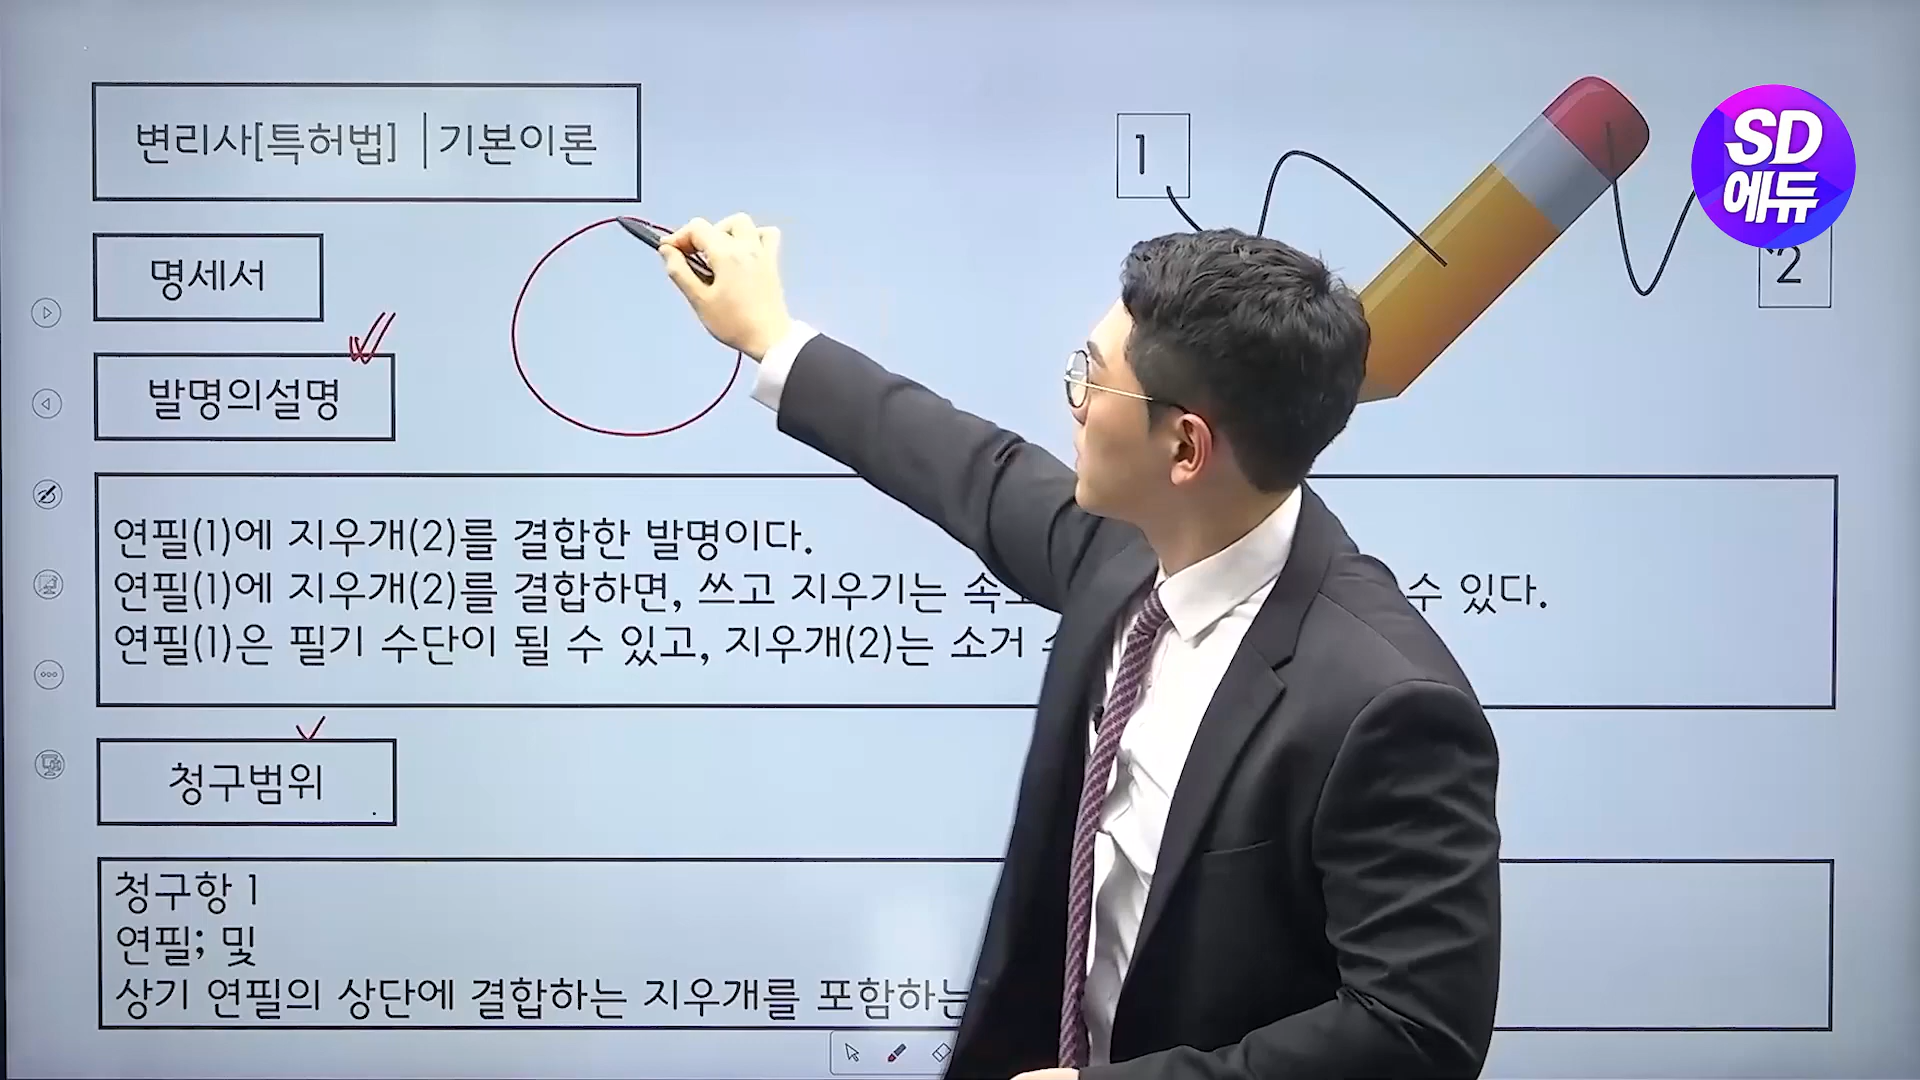 변리사[특허법] | 기본이론
1
SD
에듀
명세서
2
발명의설명
연필(1)에 지우개(2)를 결합한 발명이다.
연필(1)에 지우개(2)를 결합하면, 쓰고 지우기는 수 있다.
연필(1)은 필기 수단이 될 수 있고, 지우개(2)는 소거
청구범위
청구항 1
연필; 및
상기 연필의 상단에 결합하는 지우개를 포함하는